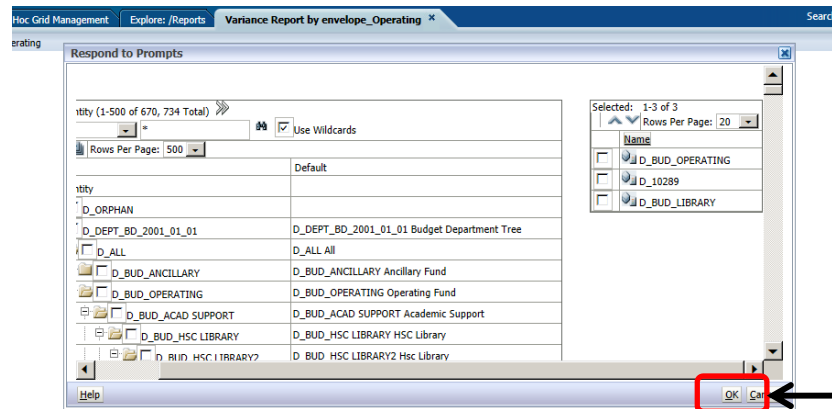 Hoc Grid Management Explore: /Reports Variance Report by envelope_Operating × Searc
erating
Respond to Prompts
ntity (1-500 of 670, 734 Total)
* Use Wildcards
Rows Per Page: 500
Default
ntity
D_ORPHAN
D_DEPT_BD_2001_01_01 D_DEPT_BD_2001_01_01 Budget Department Tree
D_ALL D_ALL All
D_BUD_ANCILLARY D_BUD_ANCILLARY Ancillary Fund
D_BUD_OPERATING D_BUD_OPERATING Operating Fund
D_BUD_ACAD SUPPORT D_BUD_ACAD SUPPORT Academic Support
D_BUD_HSC LIBRARY D_BUD_HSC LIBRARY HSC Library
D_BUD_HSC LIBRARY2 D_BUD_HSC LIBRARY2 Hsc Library
Selected: 1-3 of 3
Rows Per Page: 20
Name
D_BUD_OPERATING
D_10289
D_BUD_LIBRARY
Help OK Can